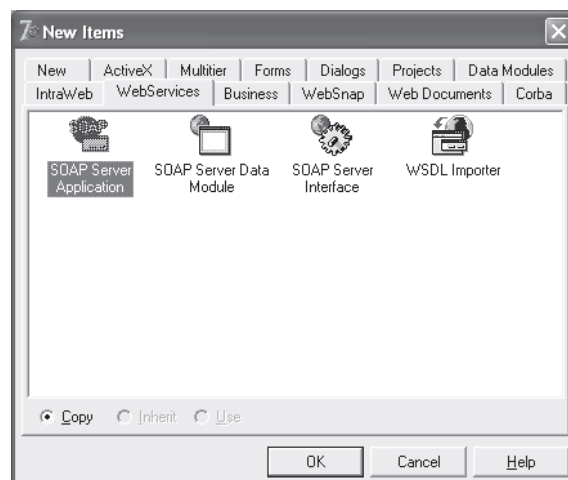 7 New Items
New ActiveX Multitier Forms Dialogs Projects Data Modules
IntraWeb WebServices Business WebSnap Web Documents Corba
SOAP
SOAP Server Application
SOAP Server Data Module
SOAP Server Interface
WSDL Importer
Copy Inherit Use
OK Cancel Help